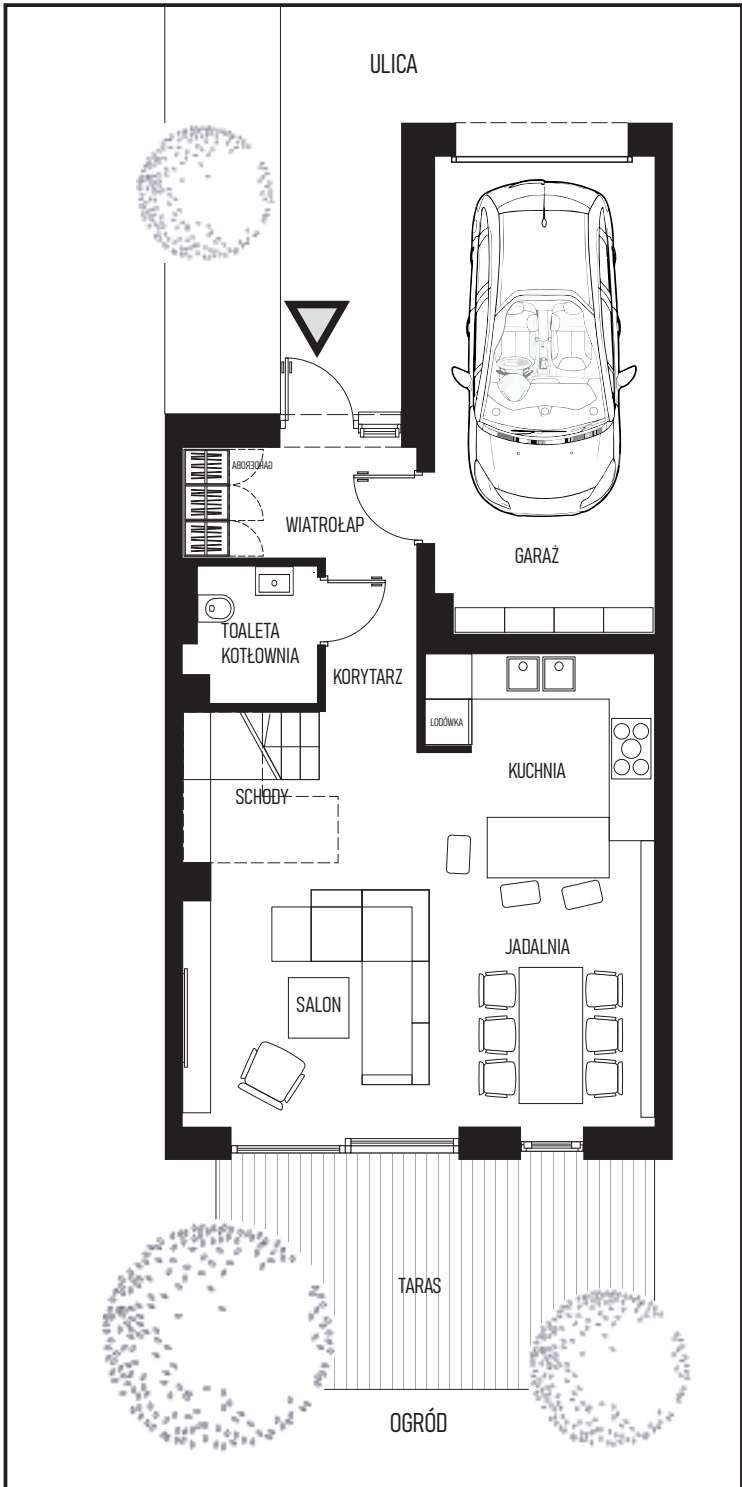 ULICA
GARDEROBA
WIATROŁAP
GARAŻ
TOALETA
KOTŁOWNIA
KORYTARZ
LODÓWKA
KUCHNIA
SCHODY
JADALNIA
SALON
TARAS
OGRÓD